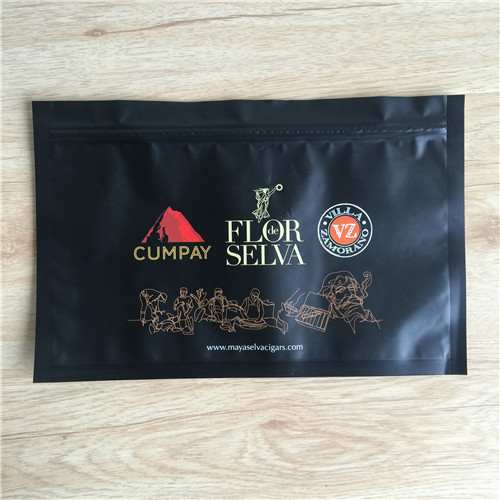 CUMPAY
FLOR
de
SELVA
VILLA
VZ
ZAMORANO
www.mayaselvacigars.com